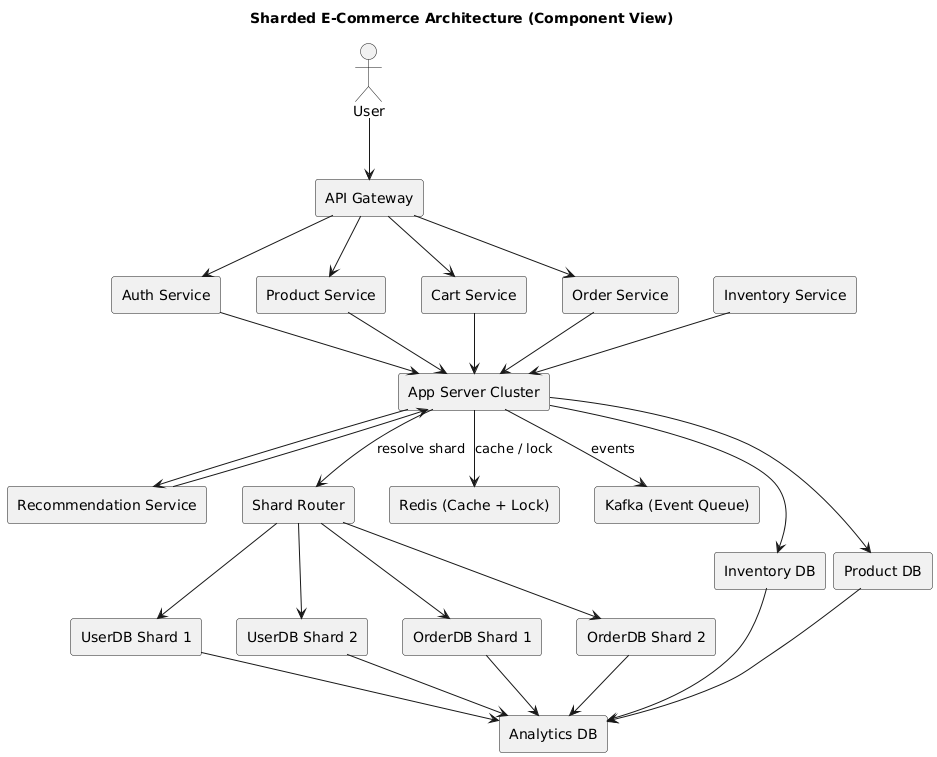 Sharded E-Commerce Architecture (Component View)
User
API Gateway
Auth Service
Product Service
Cart Service
Order Service
Inventory Service
App Server Cluster
resolve shard
cache / lock
events
Recommendation Service
Shard Router
Redis (Cache + Lock)
Kafka (Event Queue)
Inventory DB
Product DB
UserDB Shard 1
UserDB Shard 2
OrderDB Shard 1
OrderDB Shard 2
Analytics DB